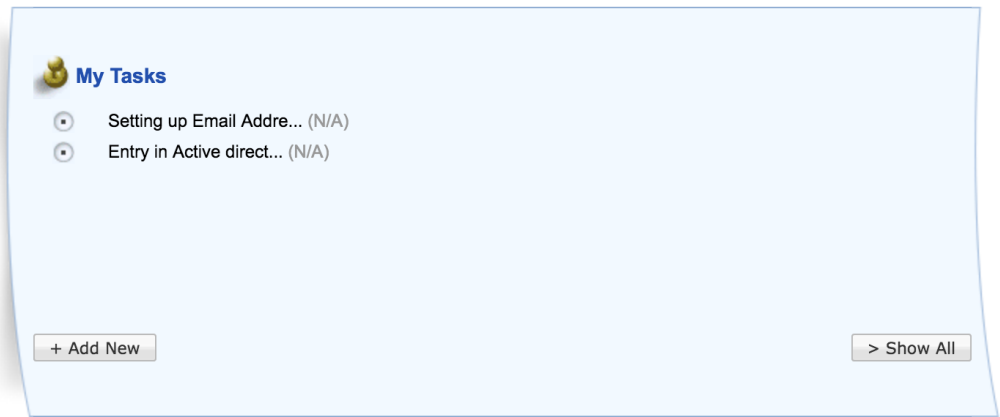 My Tasks
Setting up Email Addre... (N/A)
Entry in Active direct... (N/A)
+ Add New
> Show All